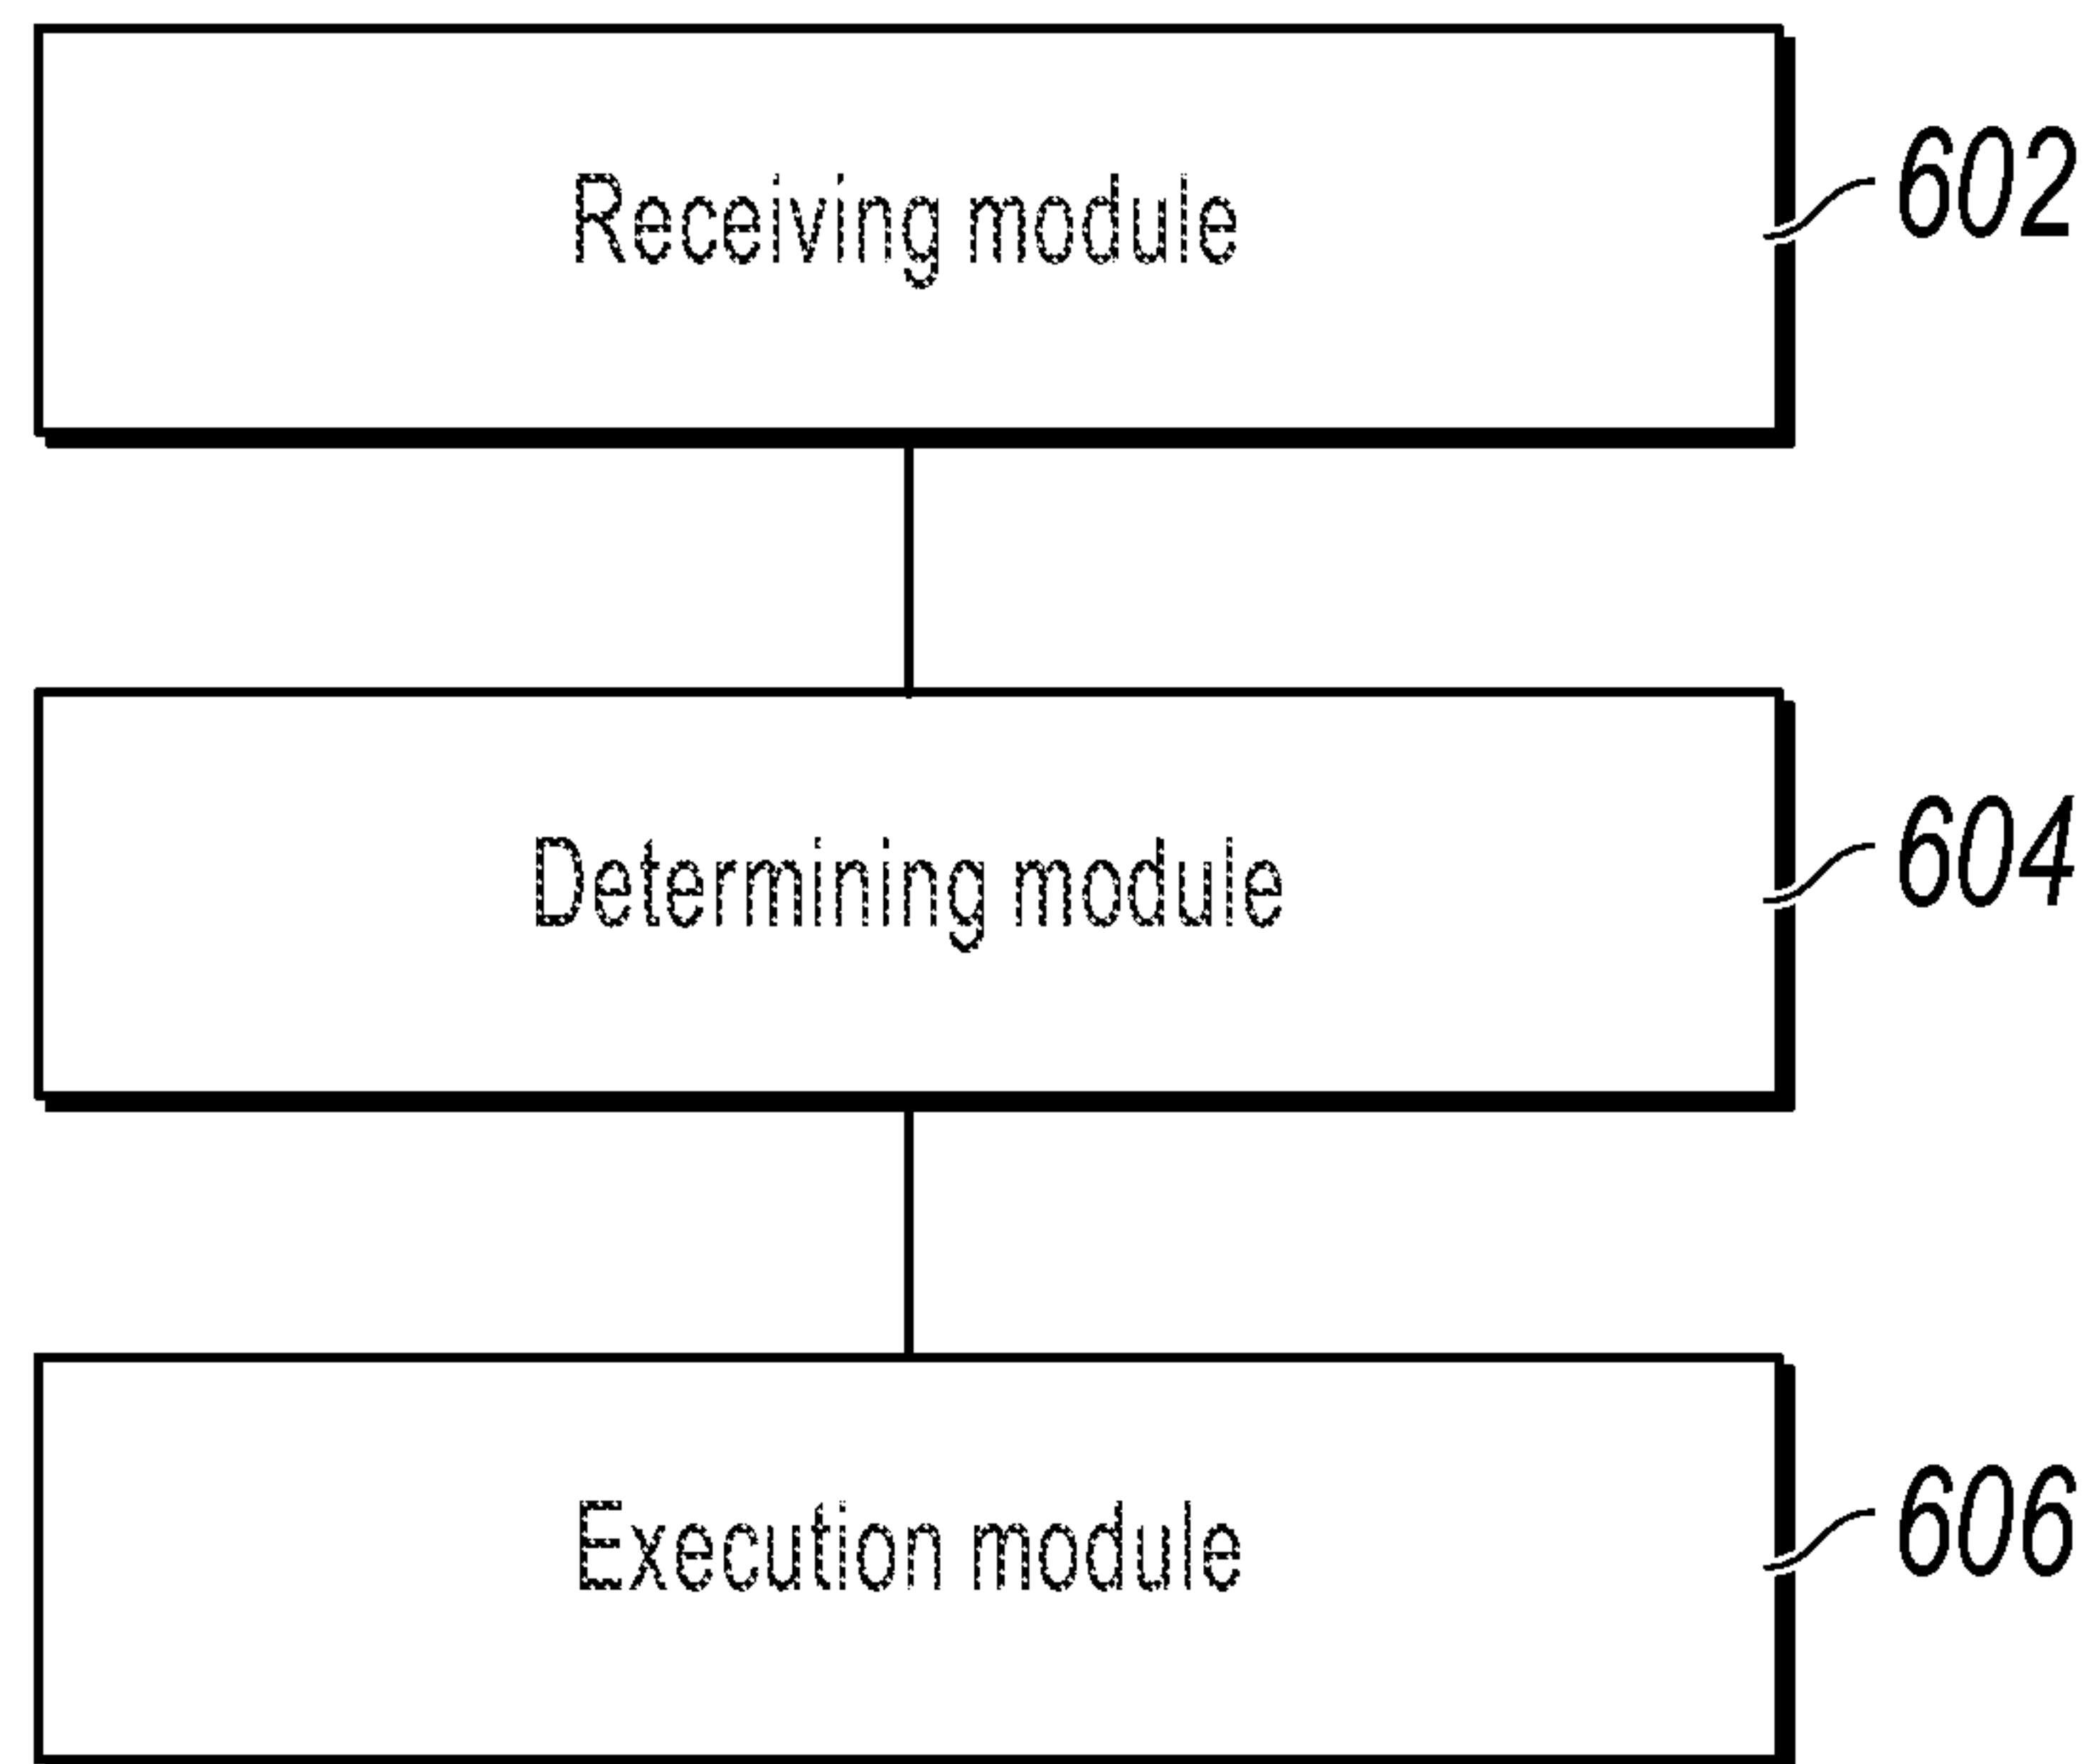 Receiving module
602
Determining module
604
Execution module
606